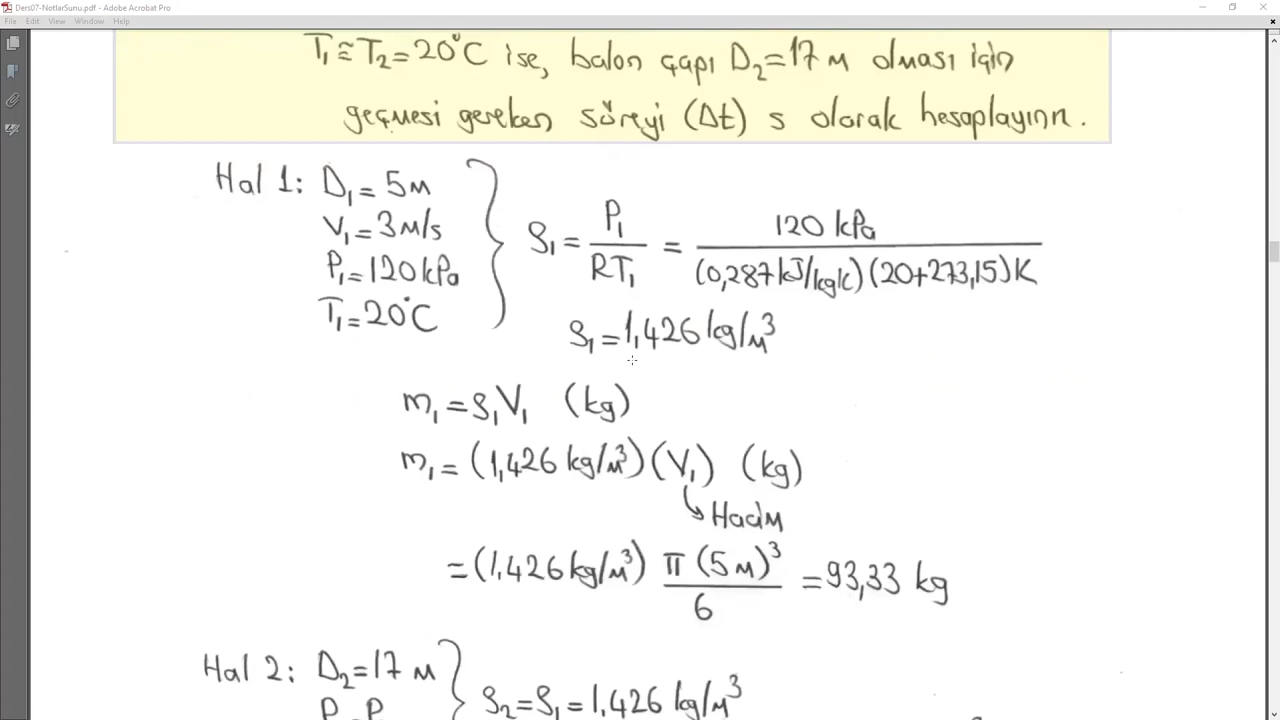 Ders07-NotlarSunu.pdf - Adobe Acrobat Pro
File Edit View Window Help
T₁ ≅ T₂ = 20°C ise, balon çapı D₂ = 17 m olması için
geçmesi gereken süreyi (Δt) s olarak hesaplayınız.
Hal 1: D₁ = 5 m
V₁ = 3 m/s
P₁ = 120 kPa
T₁ = 20°C
ρ₁ = P₁ / RT₁ = 120 kPa / (0,287 kJ/kgK)(20+273,15)K
ρ₁ = 1,426 kg/m³
m₁ = ρ₁V₁ (kg)
m₁ = (1,426 kg/m³)(V₁) (kg)
↳ Hacim
= (1,426 kg/m³) π(5 m)³ / 6 = 93,33 kg
Hal 2: D₂ = 17 m
ρ₂ = ρ₁ = 1,426 kg/m³